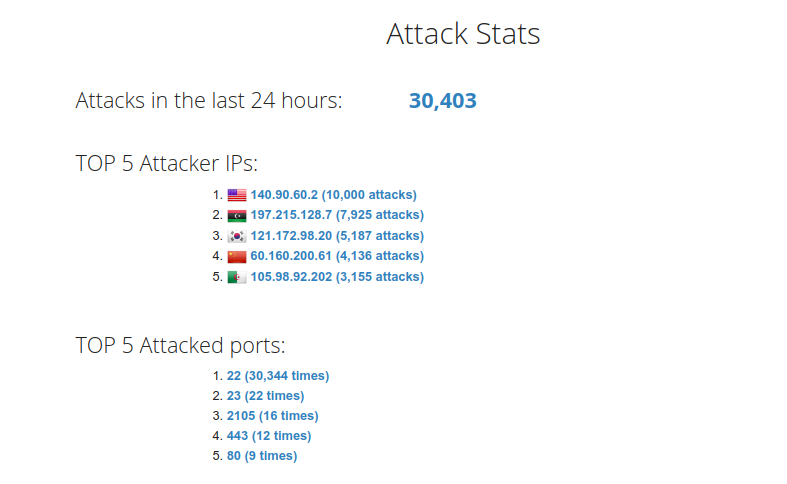 Attack Stats
Attacks in the last 24 hours: 30,403
TOP 5 Attacker IPs:
1. 140.90.60.2 (10,000 attacks)
2. 197.215.128.7 (7,925 attacks)
3. 121.172.98.20 (5,187 attacks)
4. 60.160.200.61 (4,136 attacks)
5. 105.98.92.202 (3,155 attacks)
TOP 5 Attacked ports:
1. 22 (30,344 times)
2. 23 (22 times)
3. 2105 (16 times)
4. 443 (12 times)
5. 80 (9 times)